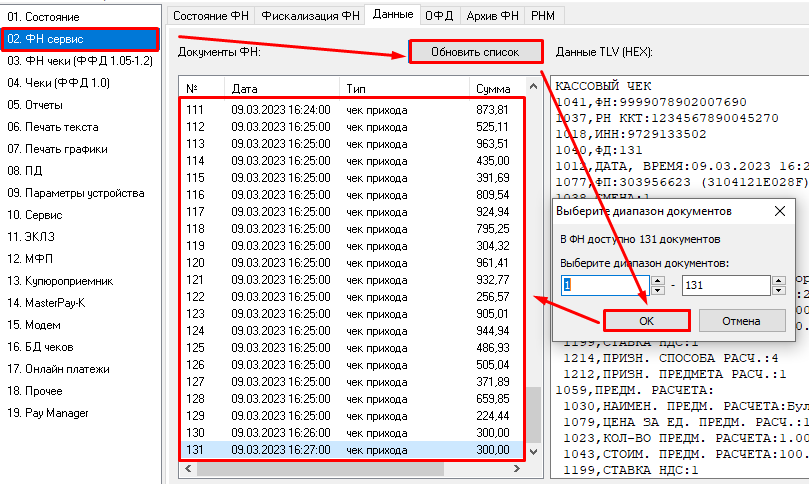 01. Состояние
02. ФН сервис
03. ФН чеки (ФФД 1.05-1.2)
04. Чеки (ФФД 1.0)
05. Отчеты
06. Печать текста
07. Печать графики
08. ПД
09. Параметры устройства
10. Сервис
11. ЭКЛЗ
12. МФП
13. Купюроприемник
14. MasterPay-K
15. Модем
16. БД чеков
17. Онлайн платежи
18. Прочее
19. Pay Manager
Состояние ФН Фискализация ФН Данные ОФД Архив ФН РНМ
Документы ФН: Обновить список Данные TLV (HEX):
№ Дата Тип Сумма
111 09.03.2023 16:24:00 чек прихода 873,81
112 09.03.2023 16:25:00 чек прихода 525,11
113 09.03.2023 16:25:00 чек прихода 963,51
114 09.03.2023 16:25:00 чек прихода 435,00
115 09.03.2023 16:25:00 чек прихода 391,69
116 09.03.2023 16:25:00 чек прихода 809,54
117 09.03.2023 16:25:00 чек прихода 924,94
118 09.03.2023 16:25:00 чек прихода 795,25
119 09.03.2023 16:25:00 чек прихода 304,32
120 09.03.2023 16:25:00 чек прихода 961,41
121 09.03.2023 16:25:00 чек прихода 932,77
122 09.03.2023 16:25:00 чек прихода 256,57
123 09.03.2023 16:25:00 чек прихода 905,01
124 09.03.2023 16:25:00 чек прихода 944,94
125 09.03.2023 16:25:00 чек прихода 486,93
126 09.03.2023 16:25:00 чек прихода 505,04
127 09.03.2023 16:25:00 чек прихода 371,89
128 09.03.2023 16:25:00 чек прихода 659,85
129 09.03.2023 16:25:00 чек прихода 224,44
130 09.03.2023 16:26:00 чек прихода 300,00
131 09.03.2023 16:27:00 чек прихода 300,00
КАССОВЫЙ ЧЕК
1041,ФН:9999078902007690
1037,РН ККТ:1234567890045270
1018,ИНН:9729133502
1040,ФД:131
1012,ДАТА, ВРЕМЯ:09.03.2023 16:2
1077,ФП:303956623 (3104121E028F)
1038,СМЕНА:1
Выберите диапазон документов
В ФН доступно 131 документов
Выберите диапазон документов:
1 - 131
OK Отмена
1199,СТАВКА НДС:1
1214,ПРИЗН. СПОСОБА РАСЧ.:4
1212,ПРИЗН. ПРЕДМЕТА РАСЧ.:1
1059,ПРЕДМ. РАСЧЕТА:
1030,НАИМЕН. ПРЕДМ. РАСЧЕТА:Бул
1079,ЦЕНА ЗА ЕД. ПРЕДМ. РАСЧ.:1
1023,КОЛ-ВО ПРЕДМ. РАСЧЕТА:1.00
1043,СТОИМ. ПРЕДМ. РАСЧЕТА:100.
1199,СТАВКА НДС:1